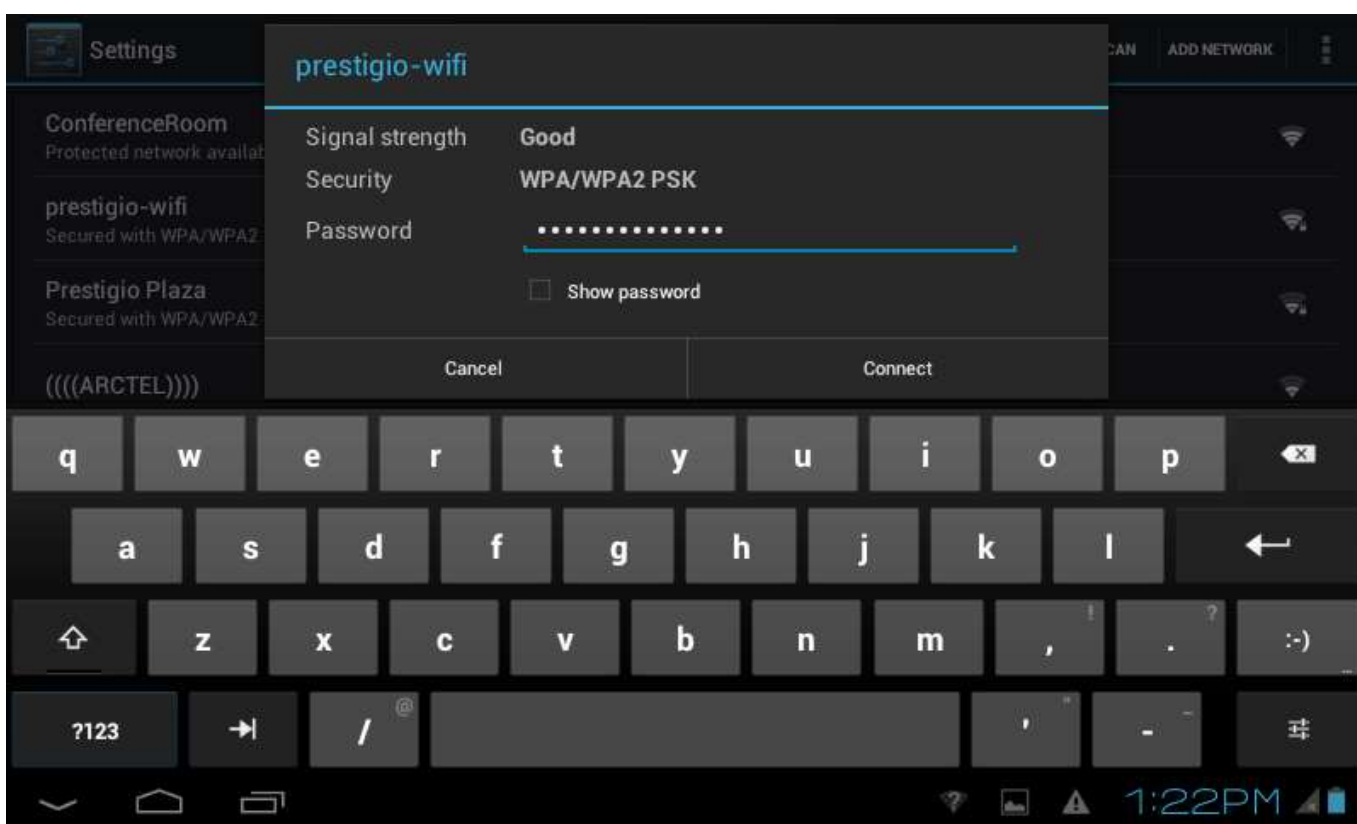 Settings
CAN ADD NETWORK
prestigio-wifi
ConferenceRoom
Protected network
Signal strength Good
Security WPA/WPA2 PSK
prestigio-wifi
Secured with WPA/WPA2
Password ••••••••••••••
Show password
Prestigio Plaza
Secured with WPA/WPA2
Cancel Connect
((((ARCTEL))))
q w e r t y u i o p
a s d f g h j k l
z x c v b n m , ! . ? :-) ...
?123 / @ ' " - _
1:22PM